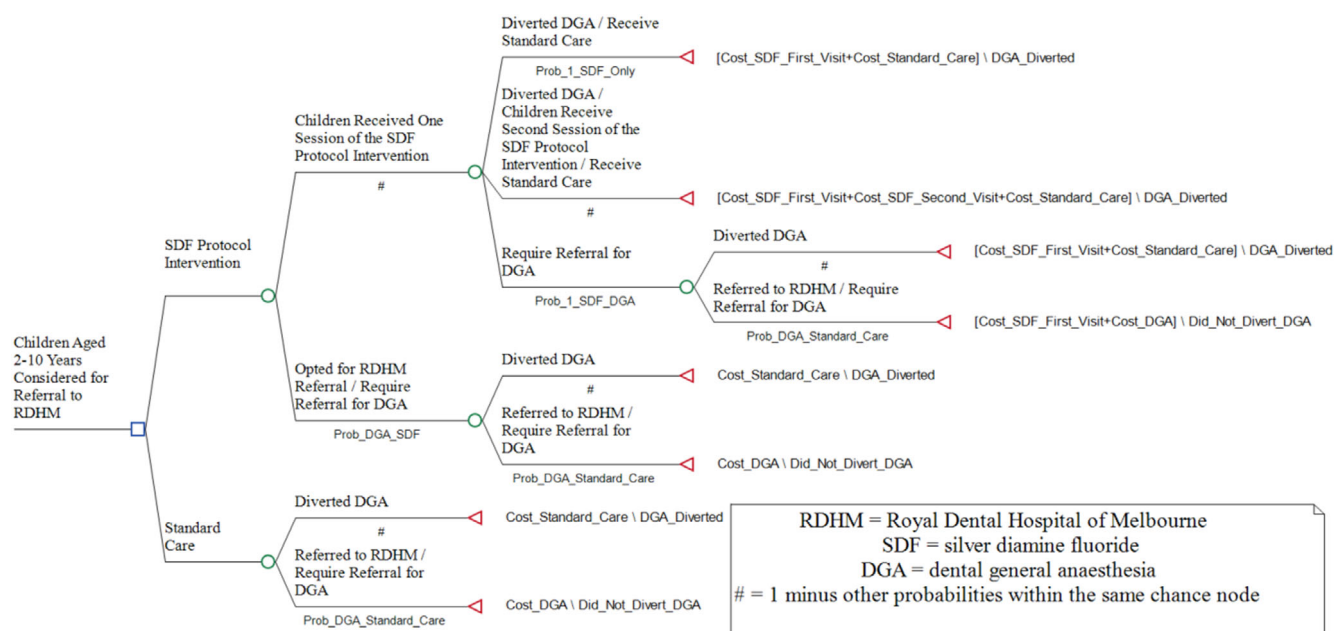 Diverted DGA / Receive
Standard Care
Prob_1_SDF_Only
[Cost_SDF_First_Visit+Cost_Standard_Care] \ DGA_Diverted
Children Received One
Session of the SDF
Protocol Intervention
#
Diverted DGA /
Children Receive
Second Session of the
SDF Protocol
Intervention / Receive
Standard Care
#
[Cost_SDF_First_Visit+Cost_SDF_Second_Visit+Cost_Standard_Care] \ DGA_Diverted
SDF Protocol
Intervention
Require Referral for
DGA
Prob_1_SDF_DGA
Diverted DGA
#
[Cost_SDF_First_Visit+Cost_Standard_Care] \ DGA_Diverted
Referred to RDHM / Require
Referral for DGA
Prob_DGA_Standard_Care
[Cost_SDF_First_Visit+Cost_DGA] \ Did_Not_Divert_DGA
Children Aged
2-10 Years
Considered for
Referral to
RDHM
Opted for RDHM
Referral / Require
Referral for DGA
Prob_DGA_SDF
Diverted DGA
#
Cost_Standard_Care \ DGA_Diverted
Referred to RDHM /
Require Referral for
DGA
Prob_DGA_Standard_Care
Cost_DGA \ Did_Not_Divert_DGA
Standard
Care
Diverted DGA
#
Cost_Standard_Care \ DGA_Diverted
Referred to RDHM /
Require Referral for
DGA
Prob_DGA_Standard_Care
Cost_DGA \ Did_Not_Divert_DGA
RDHM = Royal Dental Hospital of Melbourne
SDF = silver diamine fluoride
DGA = dental general anaesthesia
# = 1 minus other probabilities within the same chance node